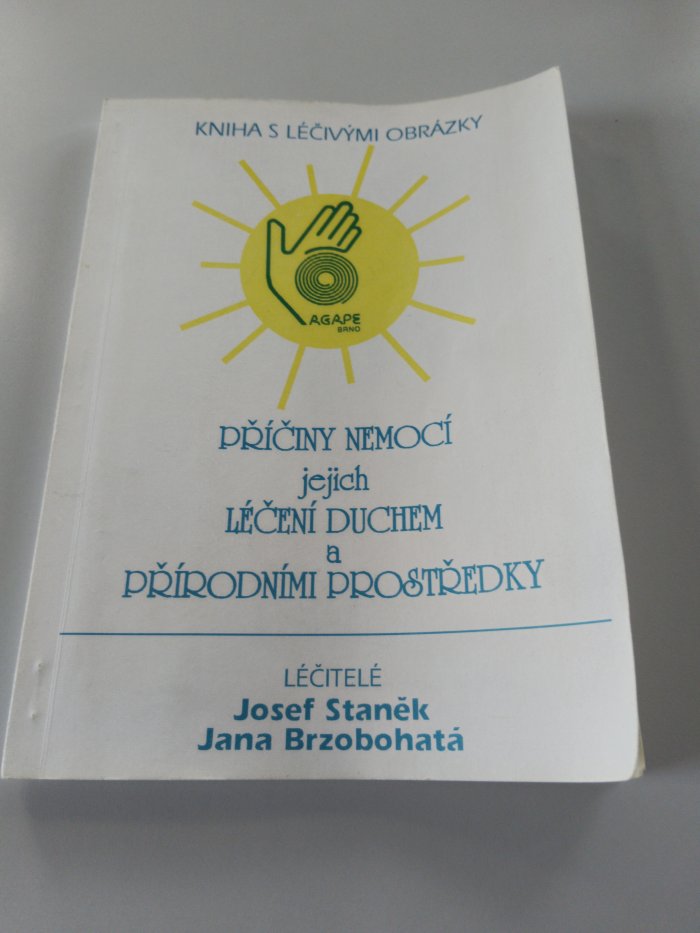 KNIHA S LÉČIVÝMI OBRÁZKY
AGAPE
BRNO
PŘÍČINY NEMOCÍ
jejich
LÉČENÍ DUCHEM
a
PŘÍRODNÍMI PROSTŘEDKY
LÉČITELÉ
Josef Staněk
Jana Brzobohatá